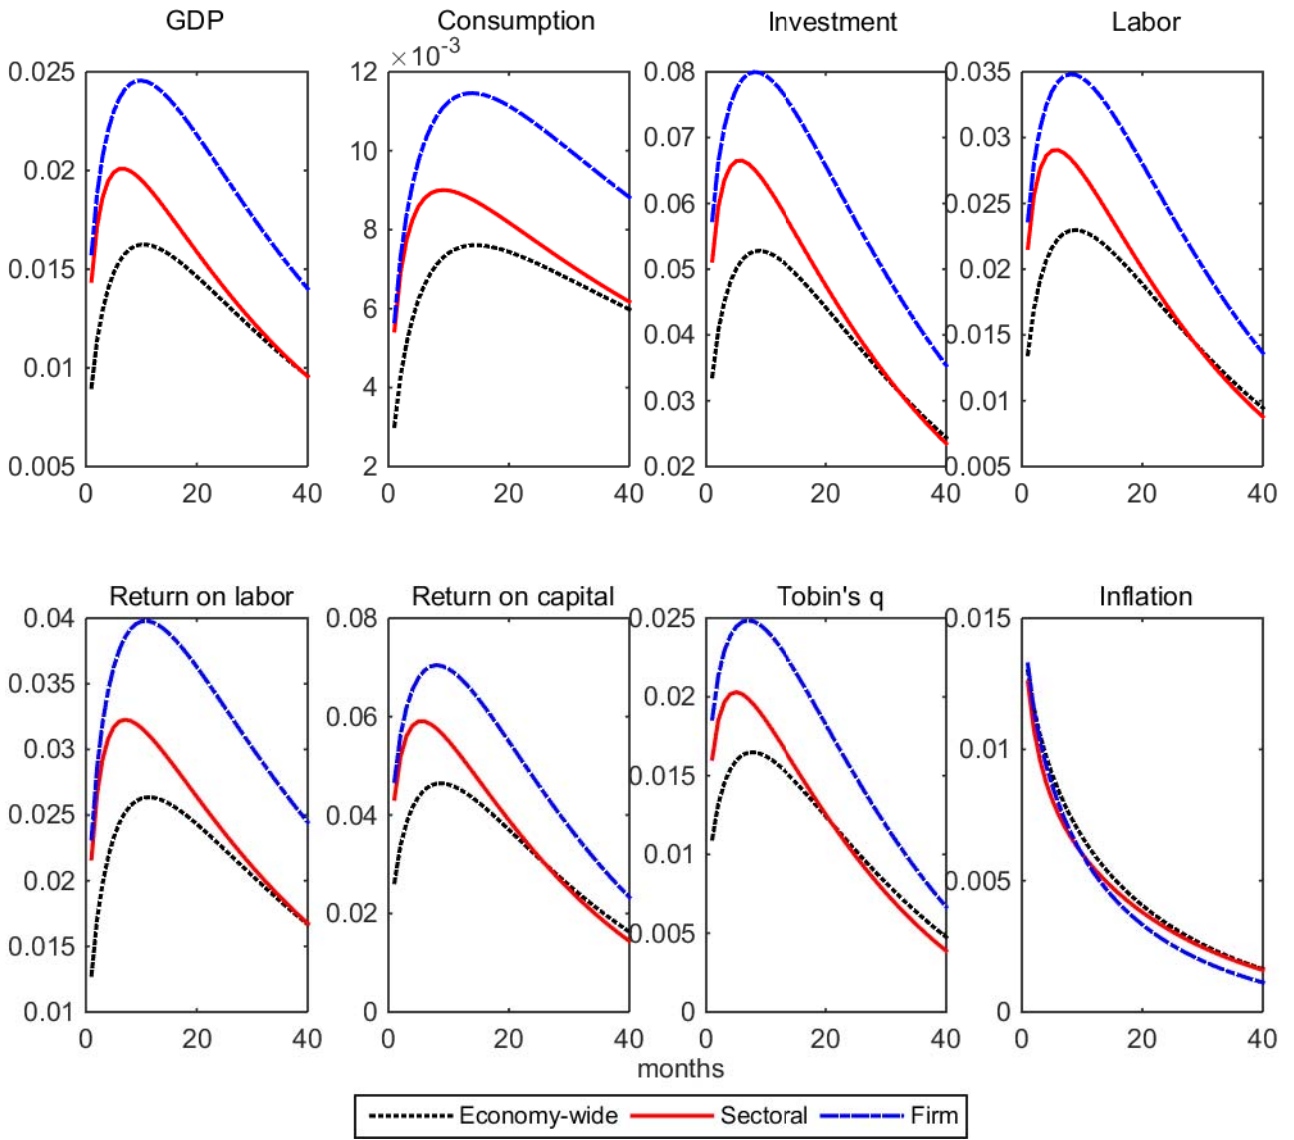 GDP
Consumption
Investment
Labor
×10-3
0.025
0.02
0.015
0.01
0.005
0 20 40
12
10
8
6
4
2
0 20 40
0.08
0.07
0.06
0.05
0.04
0.03
0.02
0 20 40
0.035
0.03
0.025
0.02
0.015
0.01
0.005
0 20 40
Return on labor
Return on capital
Tobin's q
Inflation
0.04
0.035
0.03
0.025
0.02
0.015
0.01
0 20 40
0.08
0.06
0.04
0.02
0
0 20 40
0.025
0.02
0.015
0.01
0.005
0
0 20 40
0.015
0.01
0.005
0
0 20 40
months
Economy-wide Sectoral Firm